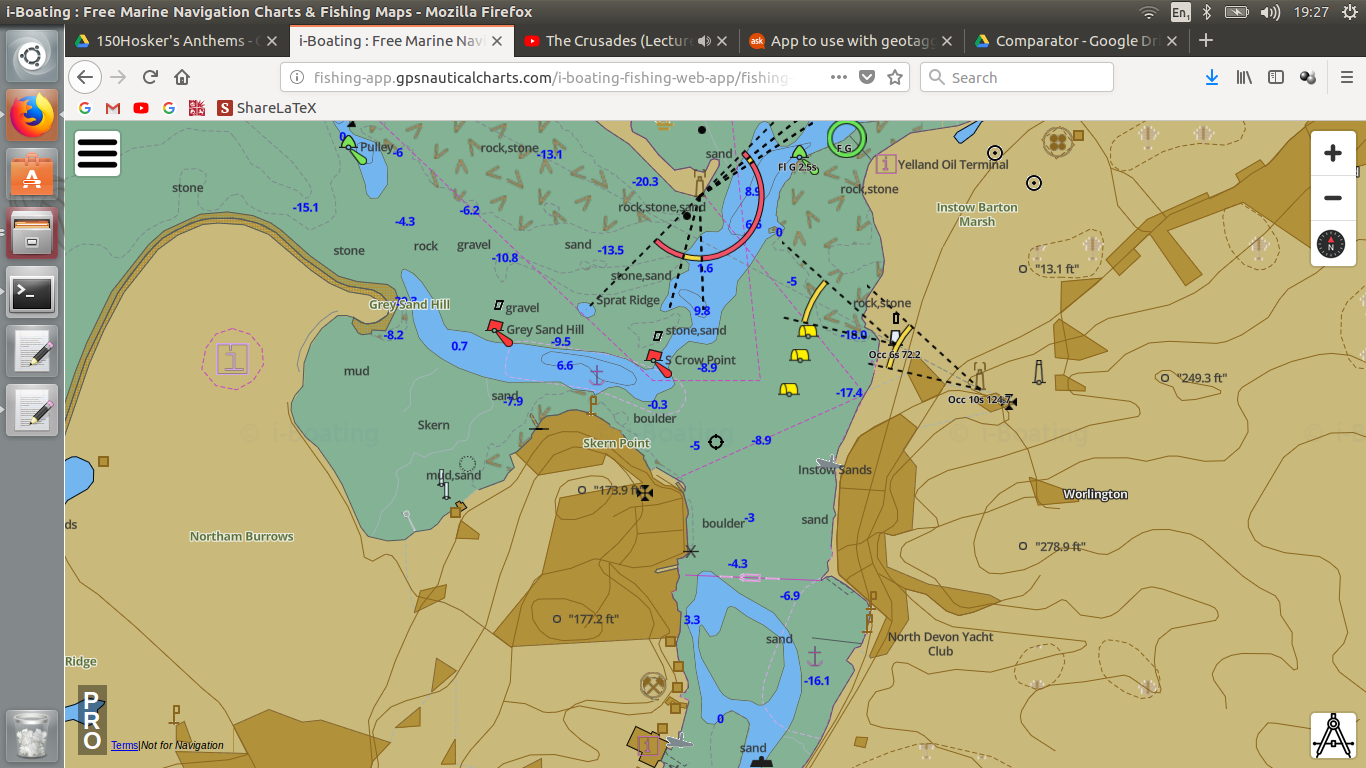 i-Boating : Free Marine Navigation Charts & Fishing Maps - Mozilla Firefox
En1
19:27
150Hosker's Anthems -
i-Boating : Free Marine Navi
The Crusades (Lectur
ask
App to use with geotagg
Comparator - Google Dri
fishing-app.gpsnauticalcharts.com/i-boating-fishing-web-app/fishing-
Search
ShareLaTeX
0
Pulley
-6
rock,stone
-13.1
sand
Fl G 2.5s
F G
Yelland Oil Terminal
stone
-20.3
8.9
rock,stone
-15.1
-4.3
-6.2
rock,stone,sand
Instow Barton
Marsh
0
stone
rock
gravel
sand
-13.5
-10.8
1.6
"13.1 ft"
stone,sand
-5
Grey Sand Hill
gravel
Sprat Ridge
9.8
rock,stone
-8.2
Grey Sand Hill
stone,sand
-18.0
0.7
-9.5
Occ 6s 72.2
6.6
S Crow Point
-8.9
mud
"249.3 ft"
sand
-7.9
-0.3
-17.4
Occ 10s 124.7
Skern
boulder
Skern Point
-5
-8.9
© i-Boating
mud,sand
Instow Sands
"173.9 ft"
Worlington
ds
boulder
-3
sand
Northam Burrows
"278.9 ft"
-4.3
-6.9
"177.2 ft"
3.3
sand
North Devon Yacht
Club
Ridge
-16.1
PRO
0
Terms|Not for Navigation
sand